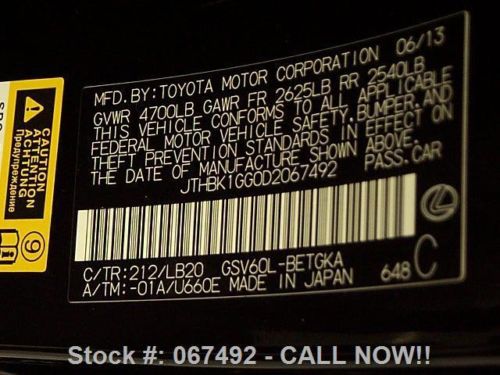 MFD.BY:TOYOTA MOTOR CORPORATION 06/13
GVWR 4700LB GAWR FR 2625LB RR 2540LB
THIS VEHICLE CONFORMS TO ALL APPLICABLE
FEDERAL MOTOR VEHICLE SAFETY.BUMPER.AND
THEFT PREVENTION STANDARDS IN EFFECT ON
THE DATE OF MANUFACTURE SHOWN ABOVE.
JTHBK1GG0D2067492 PASS.CAR
C/TR:212/LB20 GSV60L-BETGKA
A/TM:-01A/U660E MADE IN JAPAN 648 C
CAUTION
ATTENTION
Предупреждение
9
SRS
Stock #: 067492 - CALL NOW!!